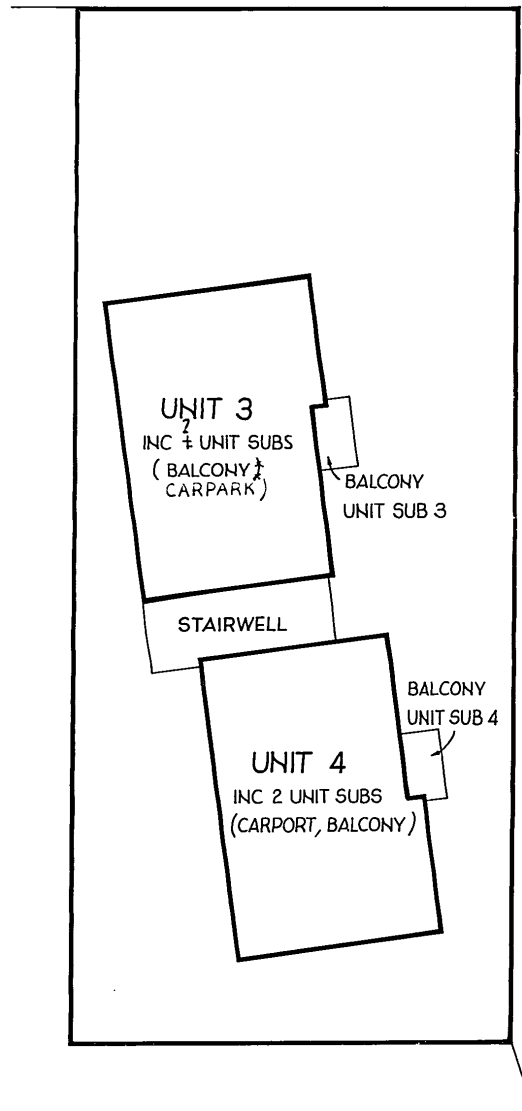 UNIT 3
2
INC UNIT SUBS
( BALCONY &
CARPARK )
BALCONY
UNIT SUB 3
STAIRWELL
BALCONY
UNIT SUB 4
UNIT 4
INC 2 UNIT SUBS
(CARPORT, BALCONY)